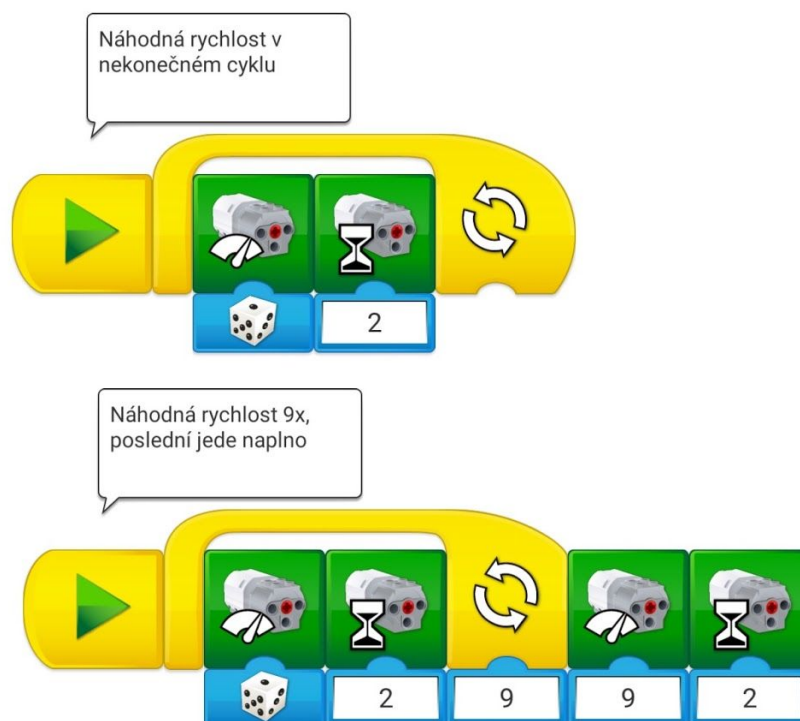 Náhodná rychlost v
nekonečném cyklu
2
Náhodná rychlost 9x,
poslední jede naplno
2 9 9 2